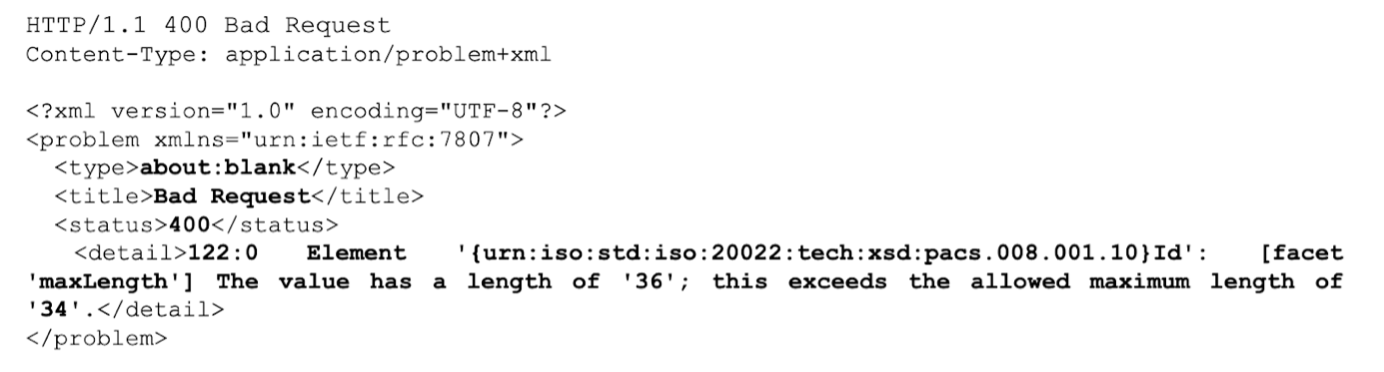 HTTP/1.1 400 Bad Request
Content-Type: application/problem+xml

<?xml version="1.0" encoding="UTF-8"?>
<problem xmlns="urn:ietf:rfc:7807">
  <type>about:blank</type>
  <title>Bad Request</title>
  <status>400</status>
   <detail>122:0 Element '{urn:iso:std:iso:20022:tech:xsd:pacs.008.001.10}Id': [facet
'maxLength'] The value has a length of '36'; this exceeds the allowed maximum length of
'34'.</detail>
</problem>